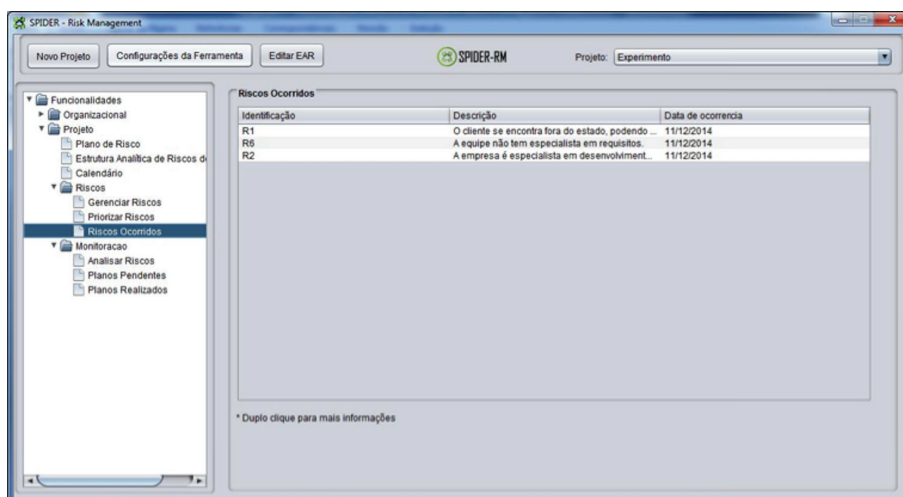 SPIDER - Risk Management
Novo Projeto
Configurações da Ferramenta
Editar EAR
SPIDER-RM
Projeto: Experimento
Funcionalidades
Organizacional
Projeto
Plano de Risco
Estrutura Analítica de Riscos d
Calendário
Riscos
Gerenciar Riscos
Priorizar Riscos
Riscos Ocorridos
Monitoracao
Analisar Riscos
Planos Pendentes
Planos Realizados
Riscos Ocorridos
Identificação Descrição Data de ocorrencia
R1 O cliente se encontra fora do estado, podendo ... 11/12/2014
R6 A equipe não tem especialista em requisitos. 11/12/2014
R2 A empresa é especialista em desenvolviment... 11/12/2014
* Duplo clique para mais informações